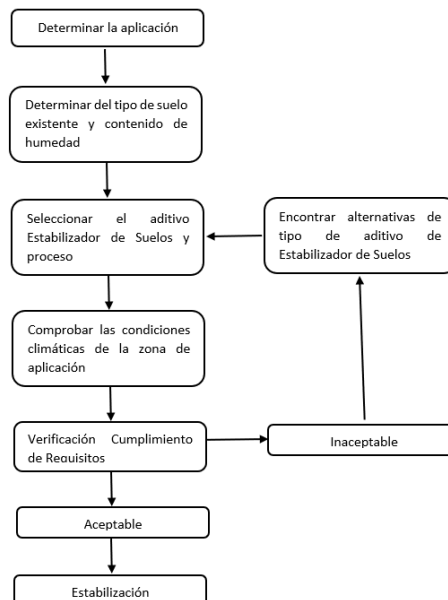 Determinar la aplicación
Determinar del tipo de suelo
existente y contenido de
humedad
Seleccionar el aditivo
Estabilizador de Suelos y
proceso
Encontrar alternativas de
tipo de aditivo de
Estabilizador de Suelos
Comprobar las condiciones
climáticas de la zona de
aplicación
Verificación Cumplimiento
de Requisitos
Inaceptable
Aceptable
Estabilización